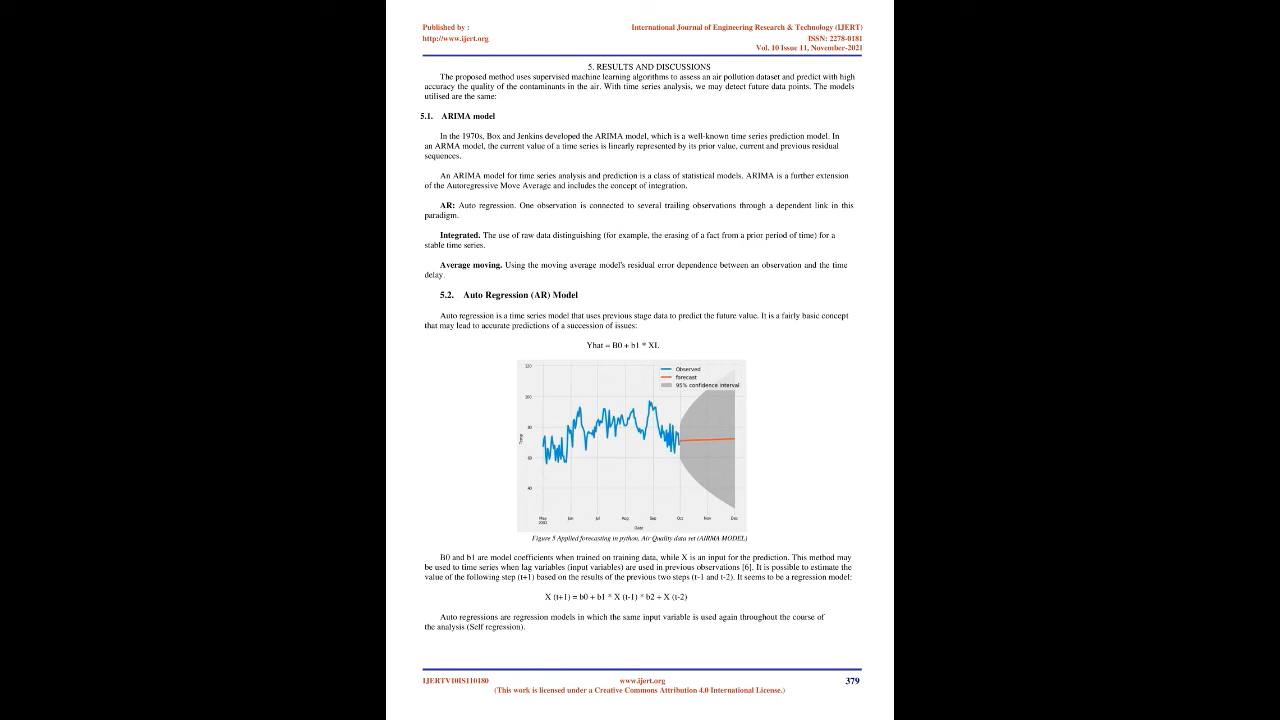 Published by :
International Journal of Engineering Research & Technology (IJERT)
http://www.ijert.org
ISSN: 2278-0181
Vol. 10 Issue 11, November-2021
5. RESULTS AND DISCUSSIONS
The proposed method uses supervised machine learning algorithms to assess an air pollution dataset and predict with high
accuracy the quality of the contaminants in the air. With time series analysis, we may detect future data points. The models
utilised are the same:
5.1. ARIMA model
In the 1970s, Box and Jenkins developed the ARIMA model, which is a well-known time series prediction model. In
an ARMA model, the current value of a time series is linearly represented by its prior value, current and previous residual
sequences.
An ARIMA model for time series analysis and prediction is a class of statistical models. ARIMA is a further extension
of the Autoregressive Move Average and includes the concept of integration.
AR: Auto regression. One observation is connected to several trailing observations through a dependent link in this
paradigm.
Integrated. The use of raw data distinguishing (for example, the erasing of a fact from a prior period of time) for a
stable time series.
Average moving. Using the moving average model's residual error dependence between an observation and the time
delay.
5.2. Auto Regression (AR) Model
Auto regression is a time series model that uses previous stage data to predict the future value. It is a fairly basic concept
that may lead to accurate predictions of a succession of issues:
Yhat = B0 + b1 * XI.
120
100
80
60
40
Temp
Observed
forecast
95% confidence interval
May Jun Jul Aug Sep Oct Nov Dec
2002
Date
Figure 5 Applied forecasting in python, Air Quality data set (AIRMA MODEL)
B0 and b1 are model coefficients when trained on training data, while X is an input for the prediction. This method may
be used to time series when lag variables (input variables) are used in previous observations [6]. It is possible to estimate the
value of the following step (t+1) based on the results of the previous two steps (t-1 and t-2). It seems to be a regression model:
X (t+1) = b0 + b1 * X (t-1) * b2 + X (t-2)
Auto regressions are regression models in which the same input variable is used again throughout the course of
the analysis (Self regression).
IJERTV10IS110180
www.ijert.org
379
(This work is licensed under a Creative Commons Attribution 4.0 International License.)